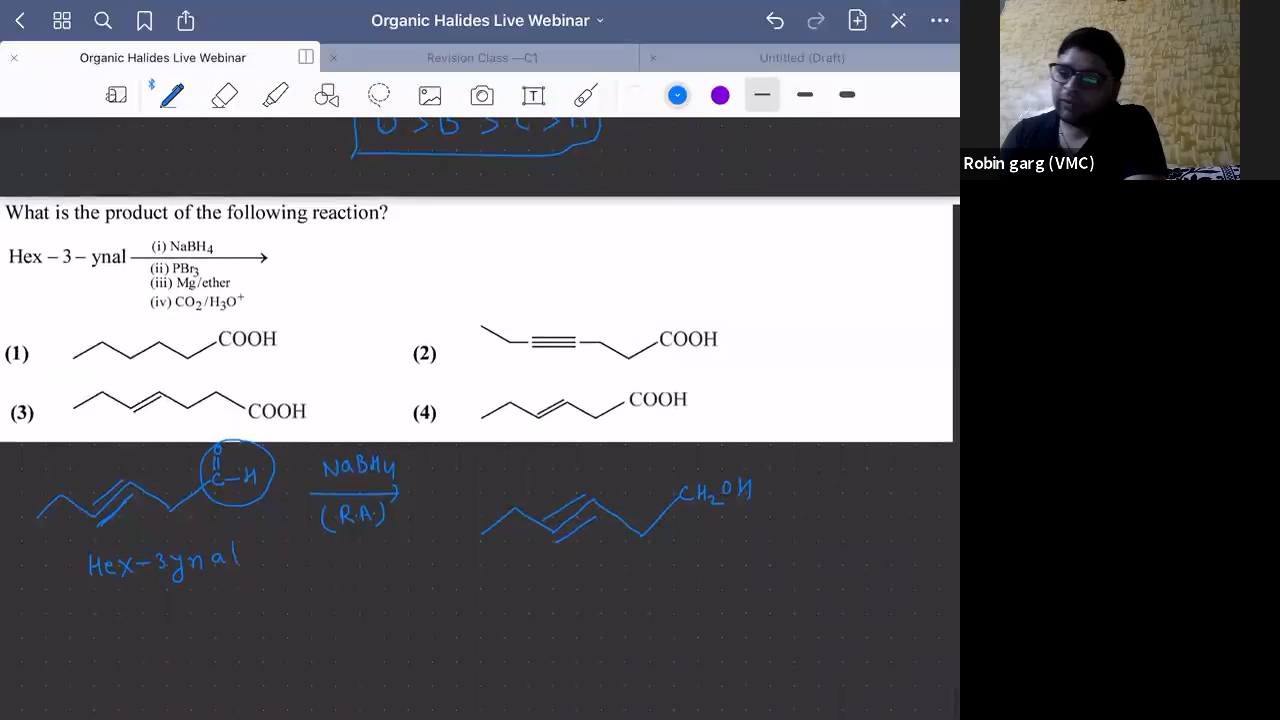 Organic Halides Live Webinar
Organic Halides Live Webinar
Revision Class —C1
Untitled (Draft)
T
Robin garg (VMC)
What is the product of the following reaction?
Hex – 3 – ynal
(i) NaBH4
(ii) PBr3
(iii) Mg/ether
(iv) CO2/H3O+
(1)
COOH
(2)
COOH
(3)
COOH
(4)
COOH
O
C–H
NaBH4
(R.A.)
CH2OH
Hex–3ynal